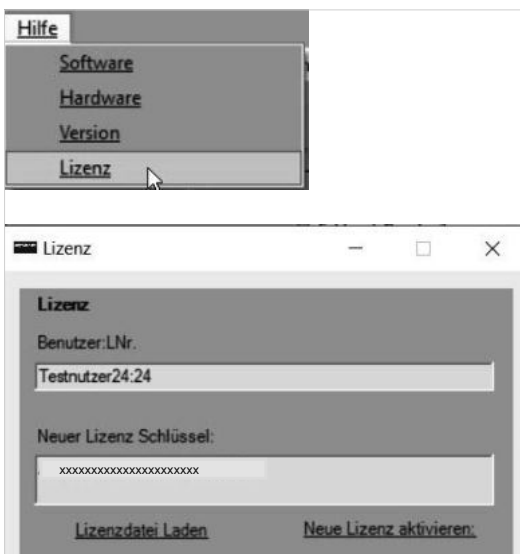 Hilfe
Software
Hardware
Version
Lizenz
Lizenz
Lizenz
Benutzer:LNr.
Testnutzer24:24
Neuer Lizenz Schlüssel:
xxxxxxxxxxxxxxxxxxxxxx
Lizenzdatei Laden Neue Lizenz aktivieren: